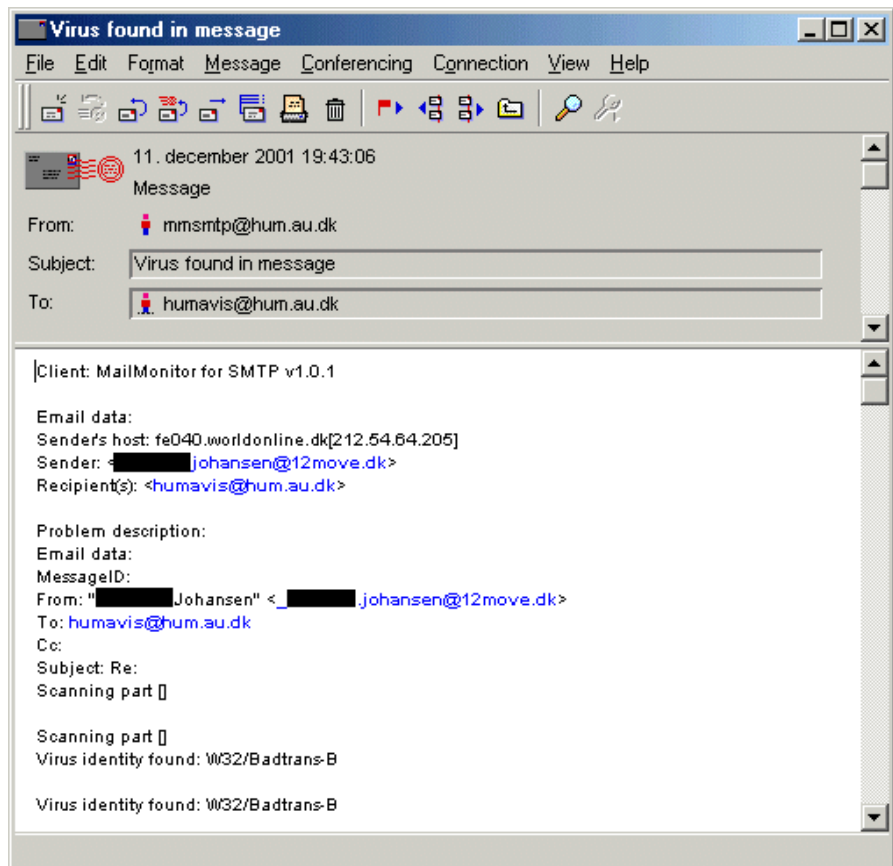 Virus found in message
File Edit Format Message Conferencing Connection View Help
11. december 2001 19:43:06
Message
From: mmsmtp@hum.au.dk
Subject: Virus found in message
To: humavis@hum.au.dk
Client: MailMonitor for SMTP v1.0.1
Email data:
Sender's host: fe040.worldonline.dk[212.54.64.205]
Sender: < johansen@12move.dk>
Recipient(s): <humavis@hum.au.dk>
Problem description:
Email data:
MessageID:
From: " Johansen" <_ .johansen@12move.dk>
To: humavis@hum.au.dk
Cc:
Subject: Re:
Scanning part []
Scanning part []
Virus identity found: W32/Badtrans-B
Virus identity found: W32/Badtrans-B